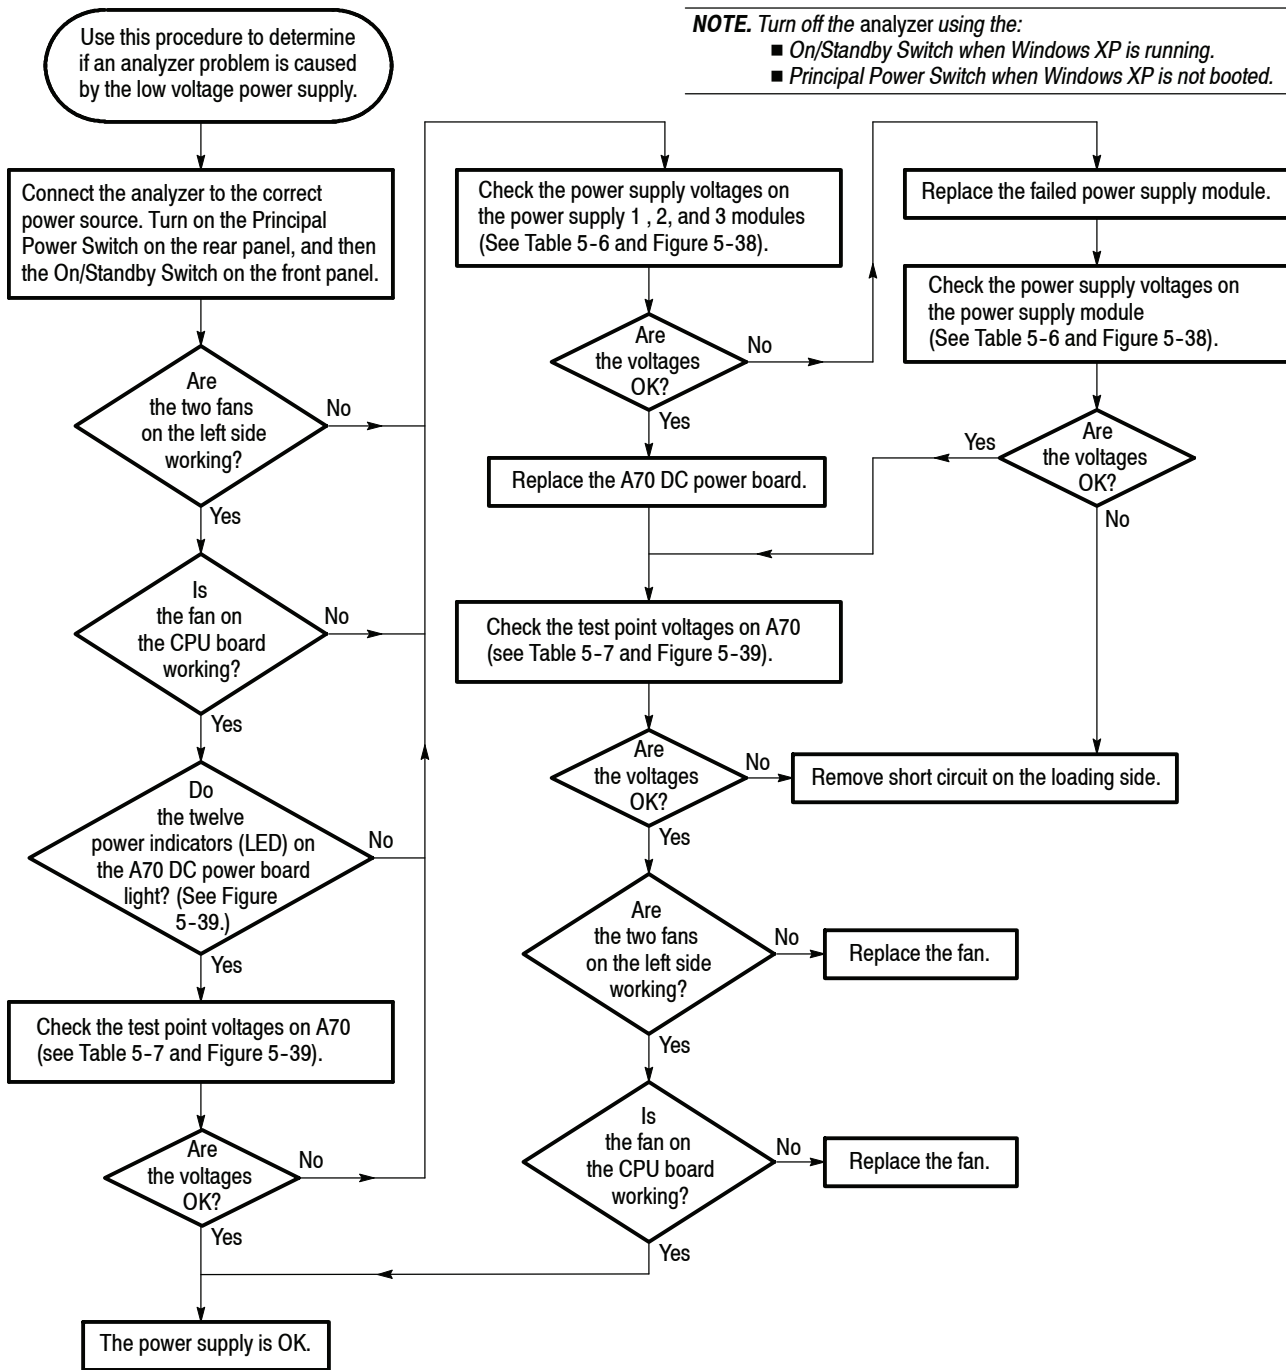 Use this procedure to determine
if an analyzer problem is caused
by the low voltage power supply.
NOTE. Turn off the analyzer using the:
■ On/Standby Switch when Windows XP is running.
■ Principal Power Switch when Windows XP is not booted.
Connect the analyzer to the correct
power source. Turn on the Principal
Power Switch on the rear panel, and then
the On/Standby Switch on the front panel.
Are
the two fans
on the left side
working?
No
Yes
Is
the fan on
the CPU board
working?
No
Yes
Do
the twelve
power indicators (LED) on
the A70 DC power board
light? (See Figure
5-39.)
No
Yes
Check the test point voltages on A70
(see Table 5-7 and Figure 5-39).
Are
the voltages
OK?
No
Yes
The power supply is OK.
Check the power supply voltages on
the power supply 1 , 2, and 3 modules
(See Table 5-6 and Figure 5-38).
Are
the voltages
OK?
No
Yes
Replace the A70 DC power board.
Check the test point voltages on A70
(see Table 5-7 and Figure 5-39).
Are
the voltages
OK?
No
Yes
Are
the two fans
on the left side
working?
No
Replace the fan.
Yes
Is
the fan on
the CPU board
working?
No
Replace the fan.
Yes
Replace the failed power supply module.
Check the power supply voltages on
the power supply module
(See Table 5-6 and Figure 5-38).
Are
the voltages
OK?
Yes
No
Remove short circuit on the loading side.